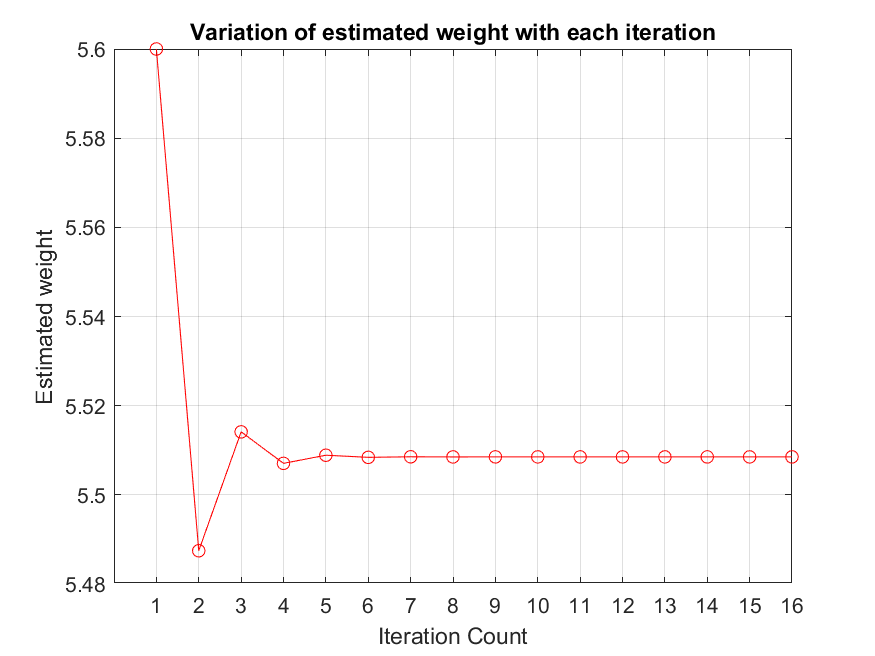 Variation of estimated weight with each iteration
5.6
5.58
5.56
5.54
5.52
5.5
5.48
Estimated weight
1 2 3 4 5 6 7 8 9 10 11 12 13 14 15 16
Iteration Count